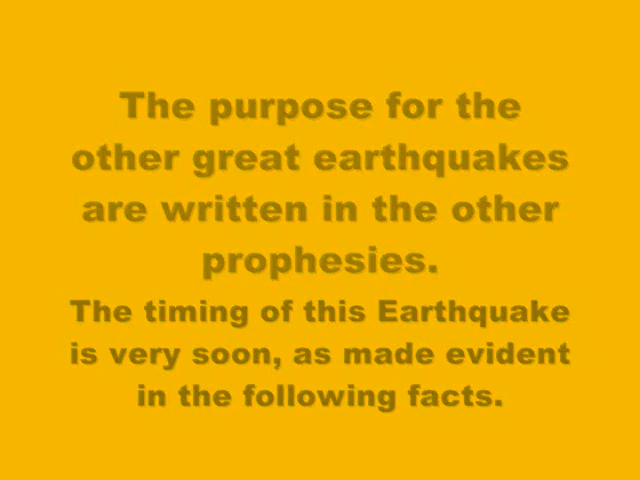 The purpose for the
other great earthquakes
are written in the other
prophesies.
The timing of this Earthquake
is very soon, as made evident
in the following facts.